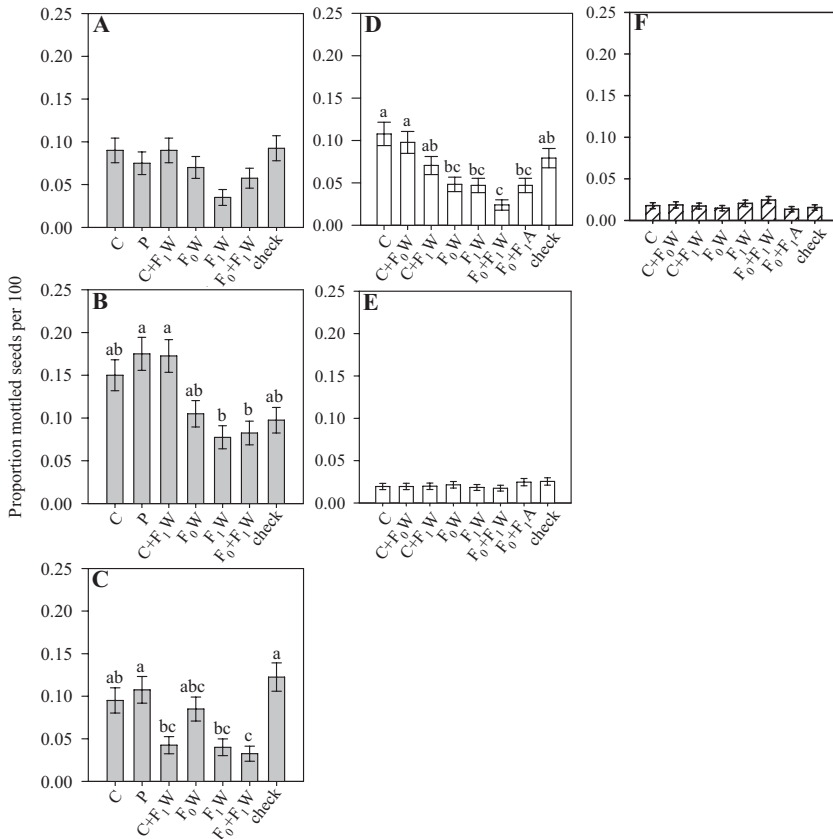 Proportion mottled seeds per 100
A
0.25
0.20
0.15
0.10
0.05
0.00
C
P
C+F1W
F0W
F1W
F0+F1W
check
B
0.25
0.20
0.15
0.10
0.05
0.00
ab
a
a
ab
b
b
ab
C
P
C+F1W
F0W
F1W
F0+F1W
check
C
0.25
0.20
0.15
0.10
0.05
0.00
ab
a
bc
abc
bc
c
a
C
P
C+F1W
F0W
F1W
F0+F1W
check
D
0.25
0.20
0.15
0.10
0.05
0.00
a
a
ab
bc
bc
c
bc
ab
C
C+F0W
C+F1W
F0W
F1W
F0+F1W
F0+F1A
check
E
0.25
0.20
0.15
0.10
0.05
0.00
C
C+F0W
C+F1W
F0W
F1W
F0+F1W
F0+F1A
check
F
0.25
0.20
0.15
0.10
0.05
0.00
C
C+F0W
C+F1W
F0W
F1W
F0+F1W
F0+F1A
check